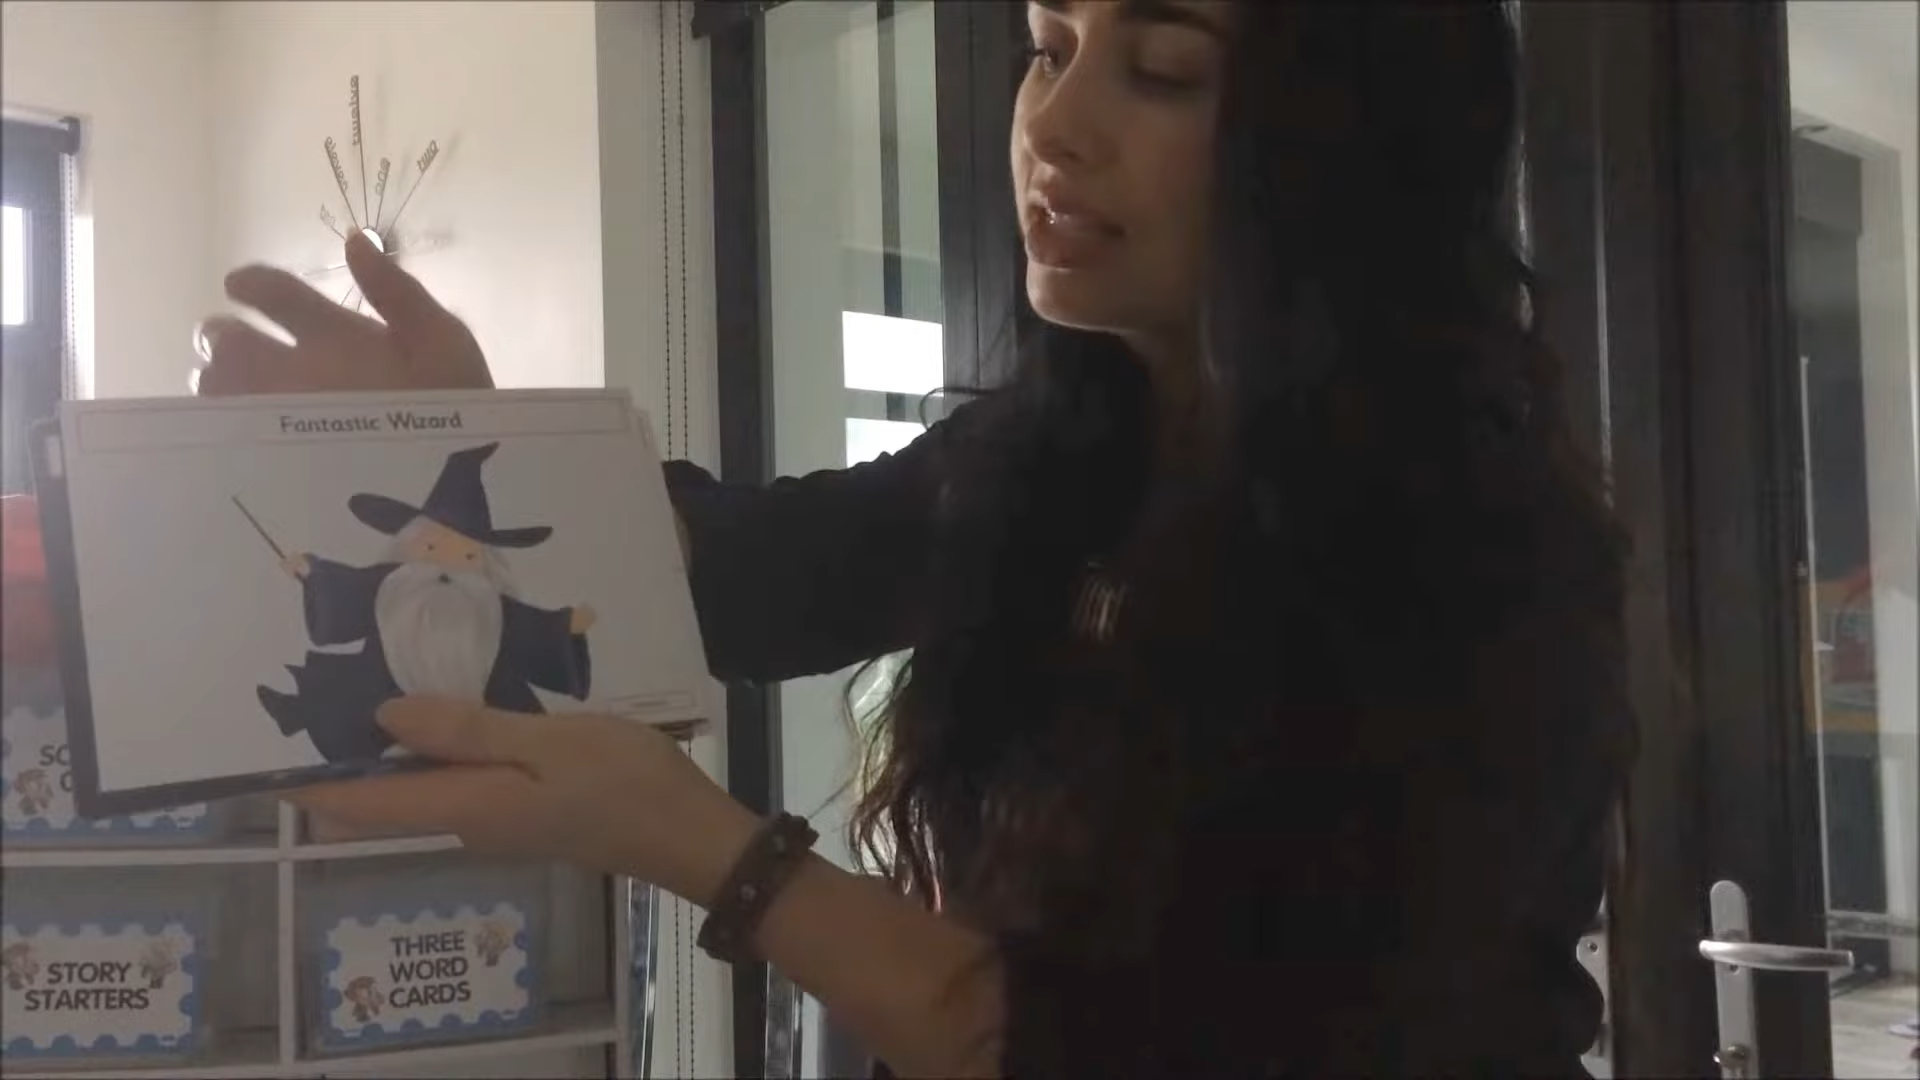 twelve
eleven
one
two
Fantastic Wizard
STORY
STARTERS
THREE
WORD
CARDS